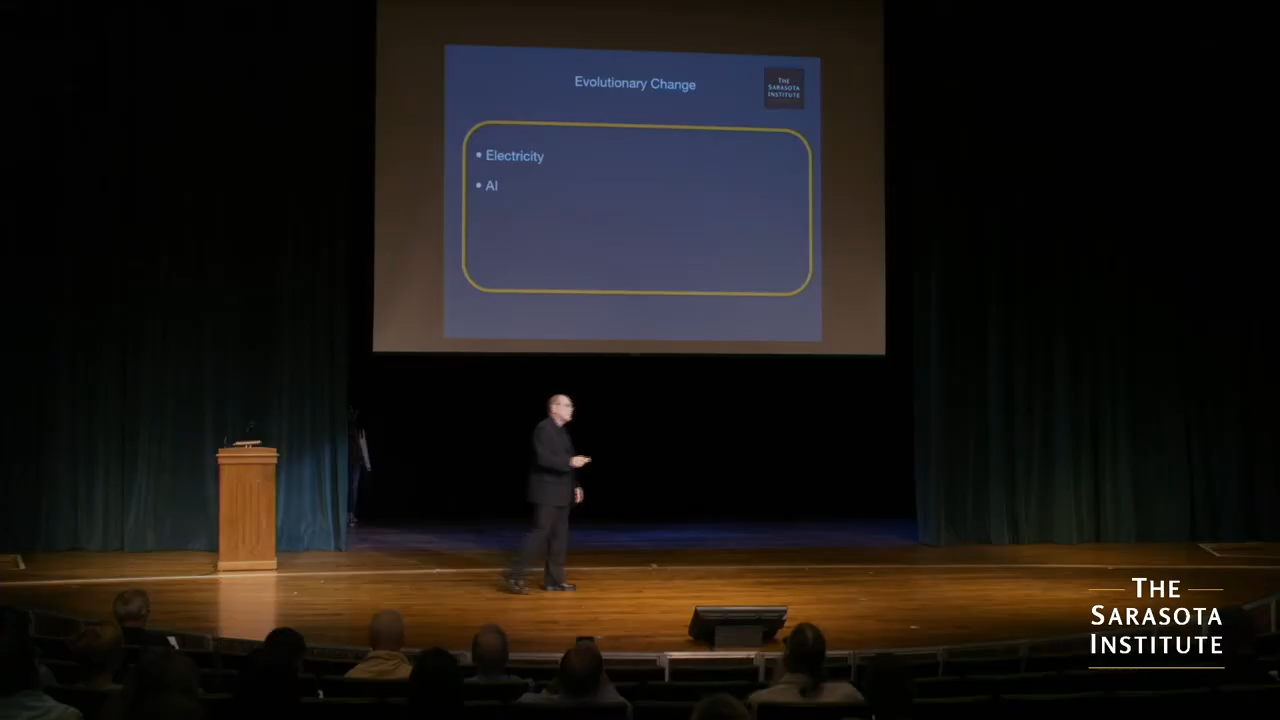 Evolutionary Change
THE
SARASOTA
INSTITUTE
• Electricity
• AI
THE
SARASOTA
INSTITUTE